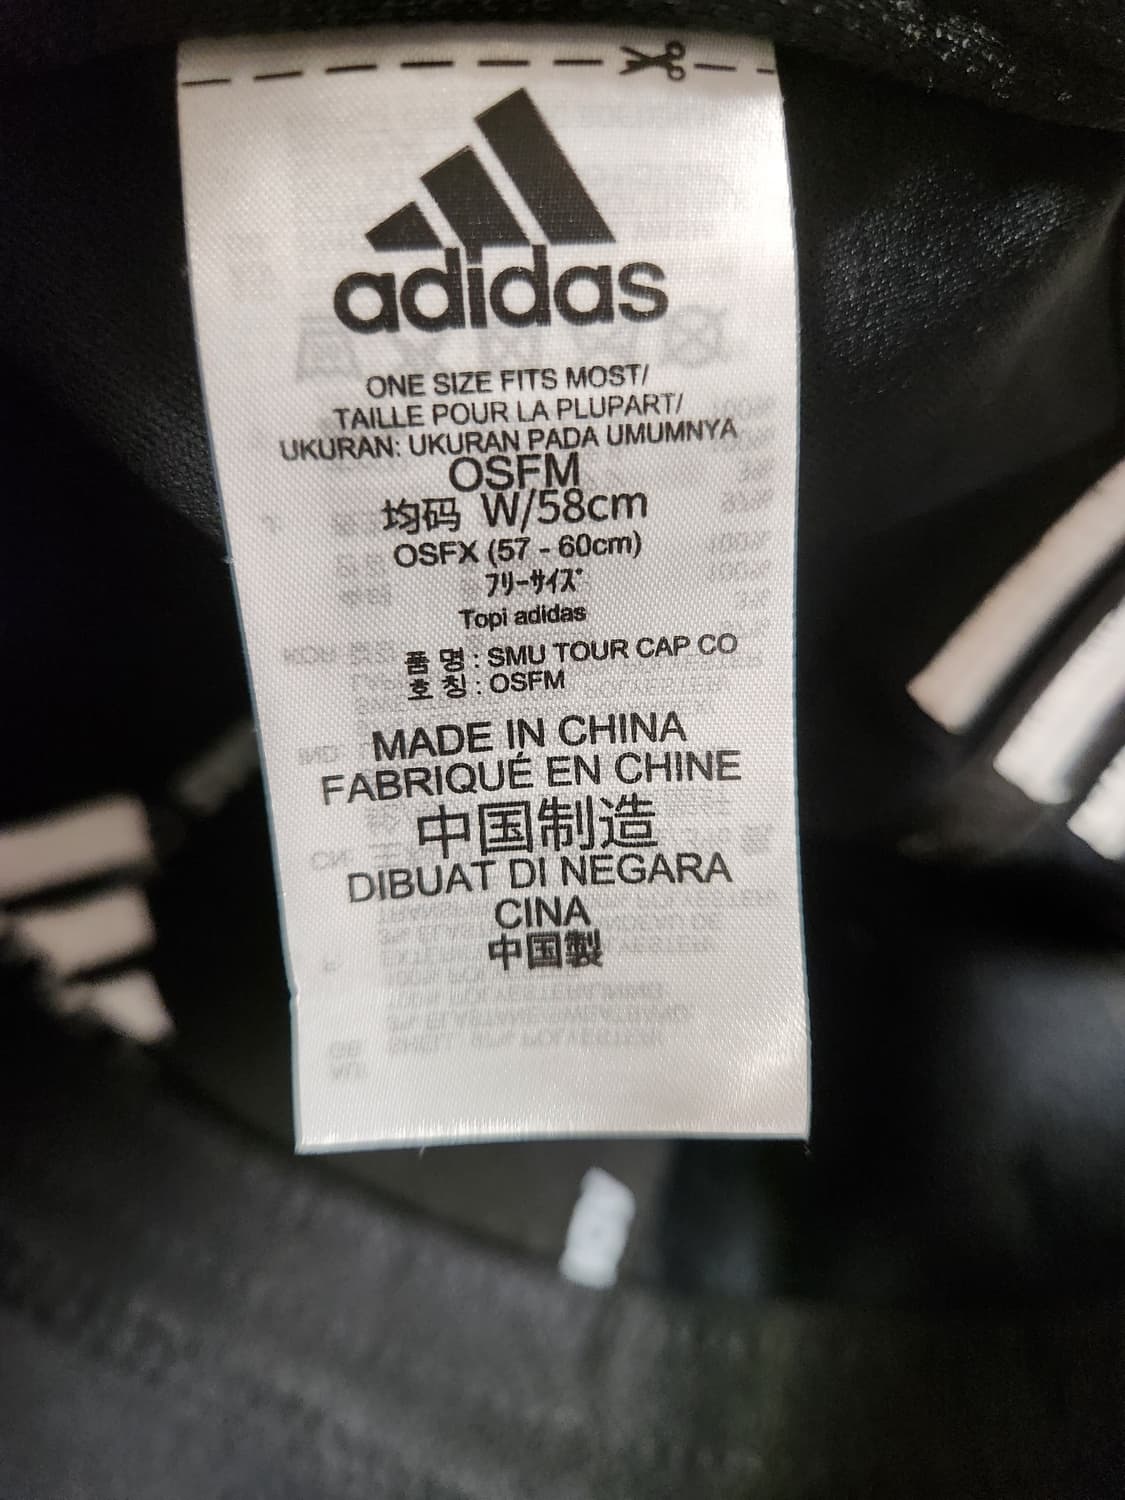 adidas
ONE SIZE FITS MOST/
TAILLE POUR LA PLUPART/
UKURAN: UKURAN PADA UMUMNYA
OSFM
均码 W/58cm
OSFX (57 - 60cm)
フリーサイズ
Topi adidas
품 명 : SMU TOUR CAP CO
호 칭 : OSFM
MADE IN CHINA
FABRIQUÉ EN CHINE
中国制造
DIBUAT DI NEGARA
CINA
中国製